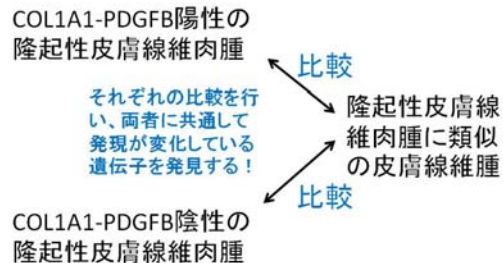 COL1A1-PDGFB陽性の
隆起性皮膚線維肉腫
比較
それぞれの比較を行
い、両者に共通して
発現が変化している
遺伝子を発見する！
隆起性皮膚線
維肉腫に類似
の皮膚線維腫
比較
COL1A1-PDGFB陰性の
隆起性皮膚線維肉腫